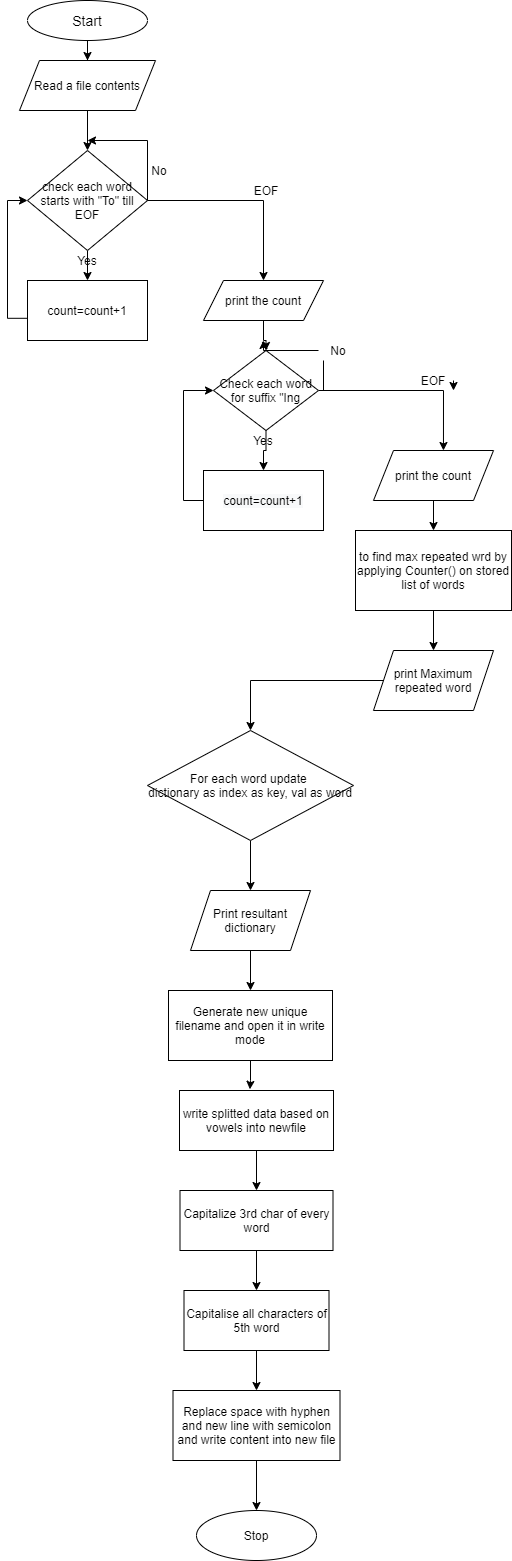 Start
Read a file contents
No
check each word
starts with "To" till
EOF
EOF
Yes
count=count+1
print the count
No
Check each word
for suffix "Ing
EOF
Yes
print the count
count=count+1
to find max repeated wrd by
applying Counter() on stored
list of words
print Maximum
repeated word
For each word update
dictionary as index as key, val as word
Print resultant
dictionary
Generate new unique
filename and open it in write
mode
write splitted data based on
vowels into newfile
Capitalize 3rd char of every
word
Capitalise all characters of
5th word
Replace space with hyphen
and new line with semicolon
and write content into new file
Stop